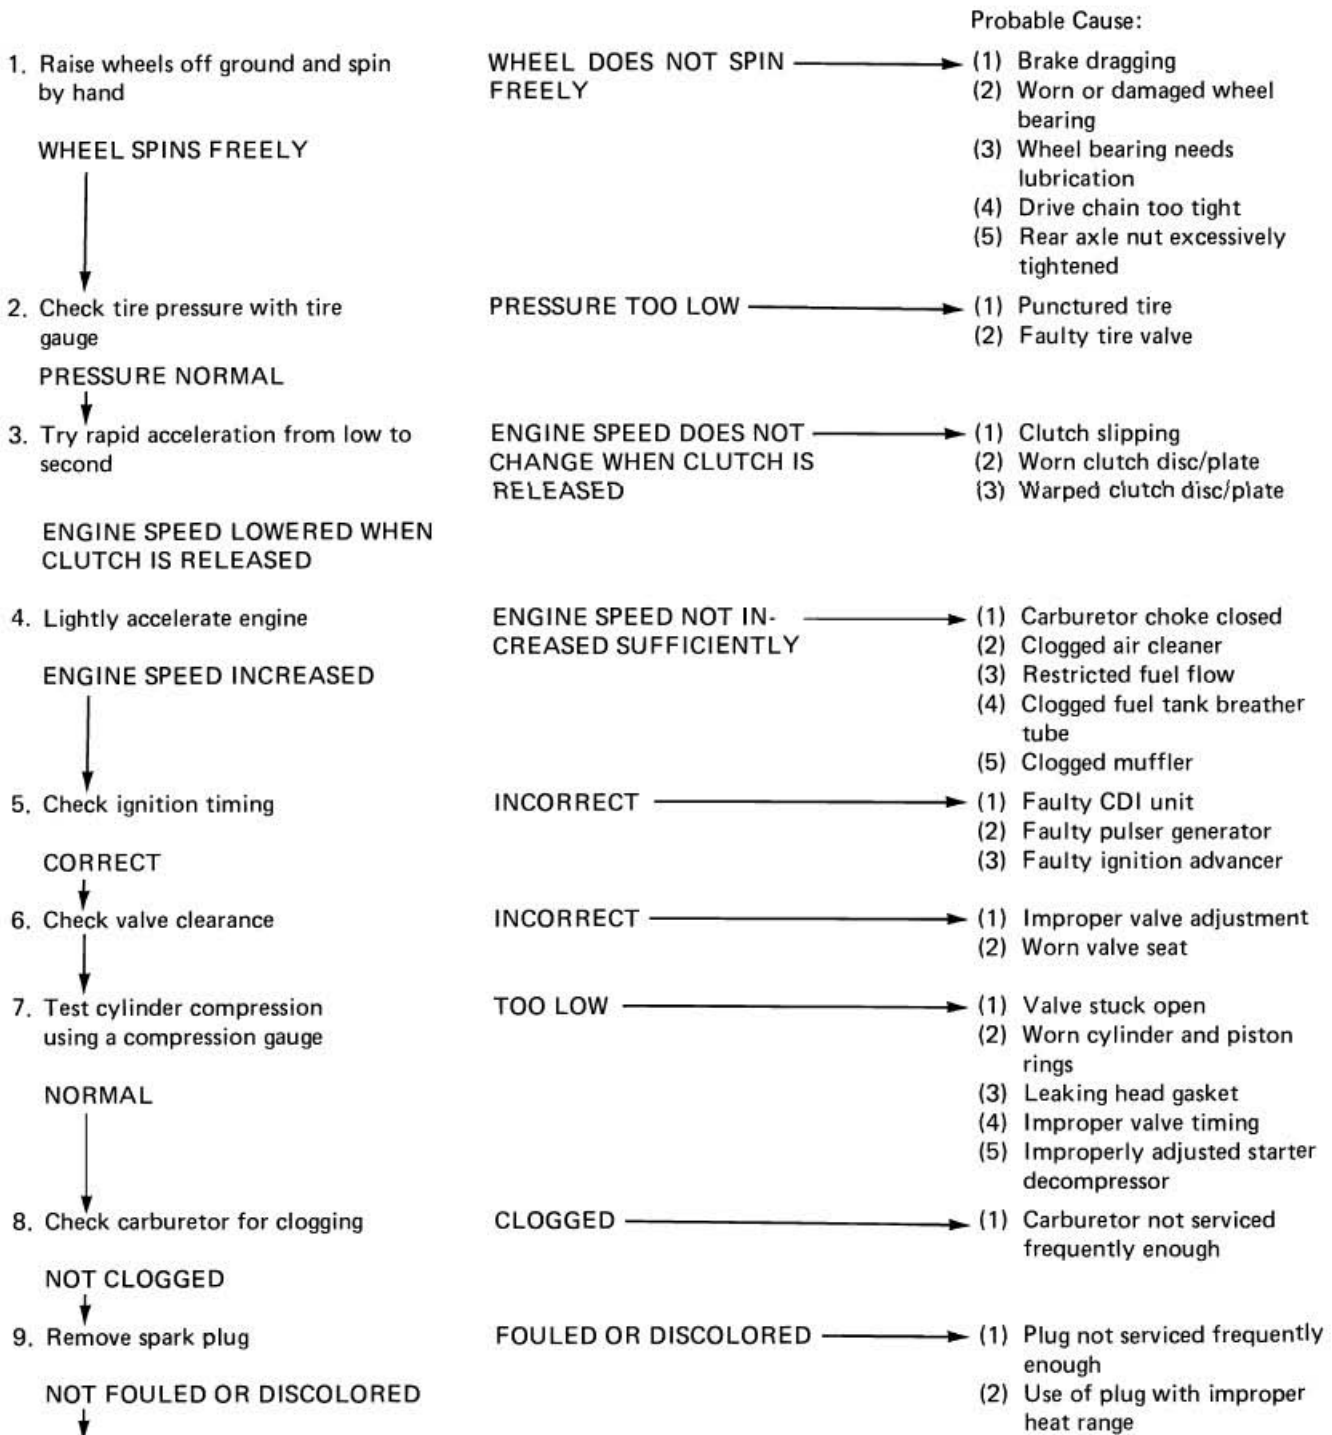 Probable Cause:
1. Raise wheels off ground and spin
by hand
WHEEL DOES NOT SPIN
FREELY
(1) Brake dragging
(2) Worn or damaged wheel
bearing
(3) Wheel bearing needs
lubrication
(4) Drive chain too tight
(5) Rear axle nut excessively
tightened
WHEEL SPINS FREELY
2. Check tire pressure with tire
gauge
PRESSURE TOO LOW
(1) Punctured tire
(2) Faulty tire valve
PRESSURE NORMAL
3. Try rapid acceleration from low to
second
ENGINE SPEED DOES NOT
CHANGE WHEN CLUTCH IS
RELEASED
(1) Clutch slipping
(2) Worn clutch disc/plate
(3) Warped clutch disc/plate
ENGINE SPEED LOWERED WHEN
CLUTCH IS RELEASED
4. Lightly accelerate engine
ENGINE SPEED NOT IN-
CREASED SUFFICIENTLY
(1) Carburetor choke closed
(2) Clogged air cleaner
(3) Restricted fuel flow
(4) Clogged fuel tank breather
tube
(5) Clogged muffler
ENGINE SPEED INCREASED
5. Check ignition timing
INCORRECT
(1) Faulty CDI unit
(2) Faulty pulser generator
(3) Faulty ignition advancer
CORRECT
6. Check valve clearance
INCORRECT
(1) Improper valve adjustment
(2) Worn valve seat
7. Test cylinder compression
using a compression gauge
TOO LOW
(1) Valve stuck open
(2) Worn cylinder and piston
rings
(3) Leaking head gasket
(4) Improper valve timing
(5) Improperly adjusted starter
decompressor
NORMAL
8. Check carburetor for clogging
CLOGGED
(1) Carburetor not serviced
frequently enough
NOT CLOGGED
9. Remove spark plug
FOULED OR DISCOLORED
(1) Plug not serviced frequently
enough
(2) Use of plug with improper
heat range
NOT FOULED OR DISCOLORED